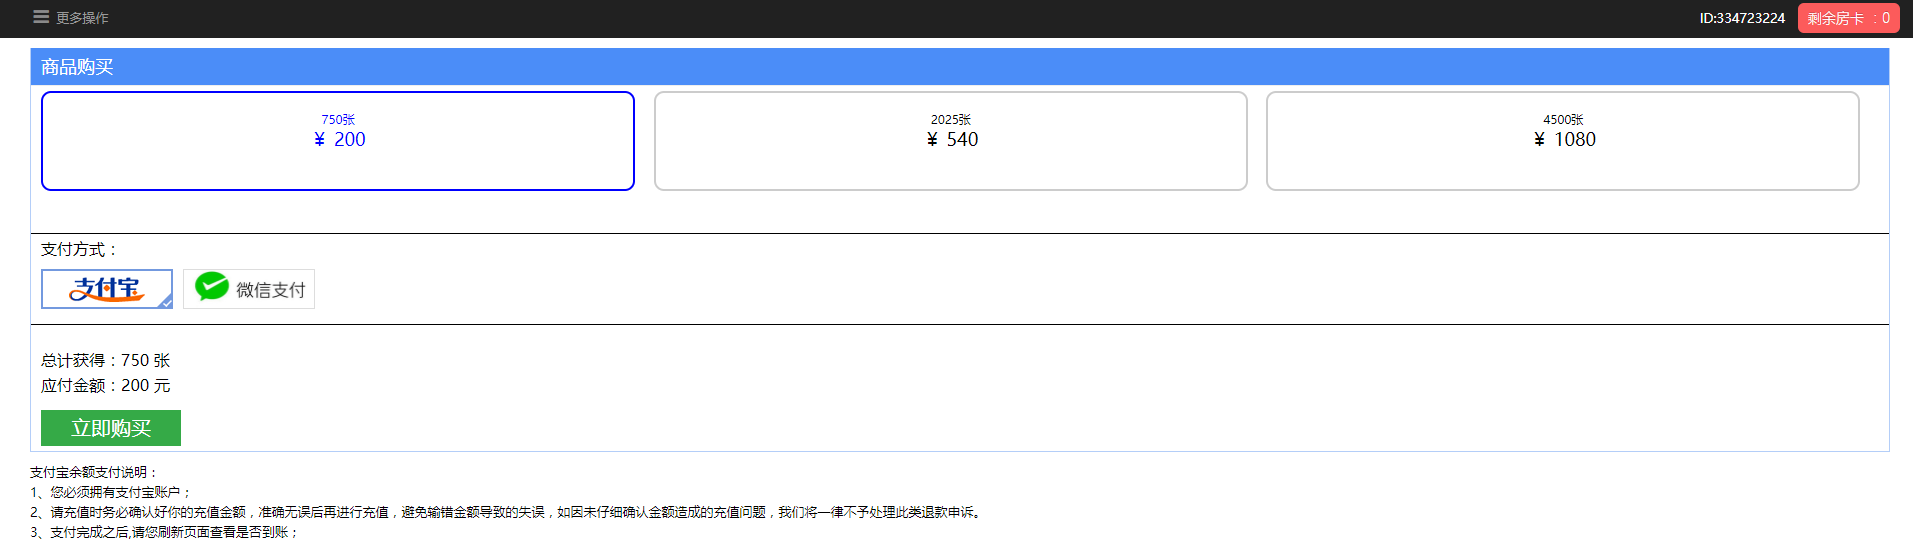 更多操作 ID:334723224 剩余房卡 ：0
商品购买
750张 2025张 4500张
¥ 200 ¥ 540 ¥ 1080
支付方式：
支付宝 微信支付
总计获得：750 张
应付金额：200 元
立即购买
支付宝余额支付说明：
1、您必须拥有支付宝账户；
2、请充值时务必确认好你的充值金额，准确无误后再进行充值，避免输错金额导致的失误，如因未仔细确认金额造成的充值问题，我们将一律不予处理此类退款申诉。
3、支付完成之后,请您刷新页面查看是否到账；